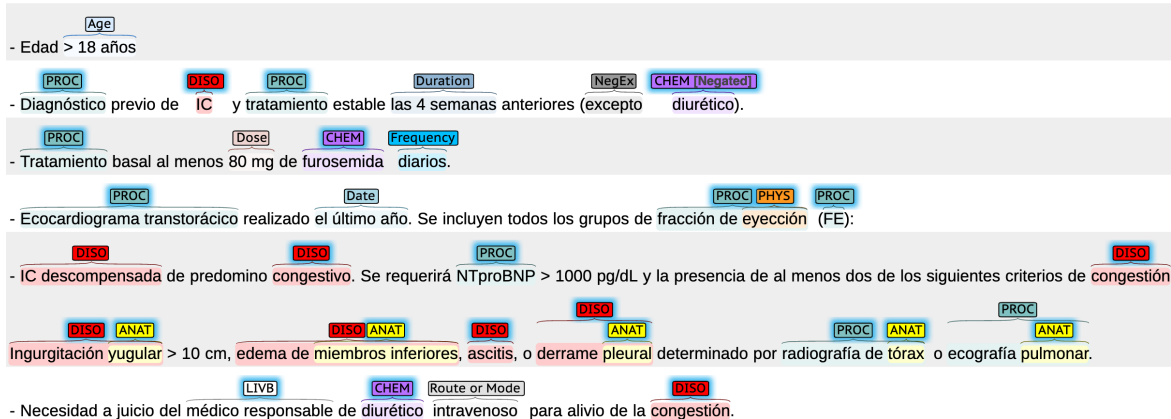 Age
- Edad > 18 años
PROC DISO PROC Duration NegEx CHEM [Negated]
- Diagnóstico previo de IC y tratamiento estable las 4 semanas anteriores (excepto diurético).
PROC Dose CHEM Frequency
- Tratamiento basal al menos 80 mg de furosemida diarios.
PROC Date PROC PHYS PROC
- Ecocardiograma transtorácico realizado el último año. Se incluyen todos los grupos de fracción de eyección (FE):
DISO DISO PROC DISO
- IC descompensada de predomino congestivo. Se requerirá NTproBNP > 1000 pg/dL y la presencia de al menos dos de los siguientes criterios de congestión
DISO PROC
DISO ANAT DISO ANAT DISO ANAT PROC ANAT ANAT
Ingurgitación yugular > 10 cm, edema de miembros inferiores, ascitis, o derrame pleural determinado por radiografía de tórax o ecografía pulmonar.
LIVB CHEM Route or Mode DISO
- Necesidad a juicio del médico responsable de diurético intravenoso para alivio de la congestión.